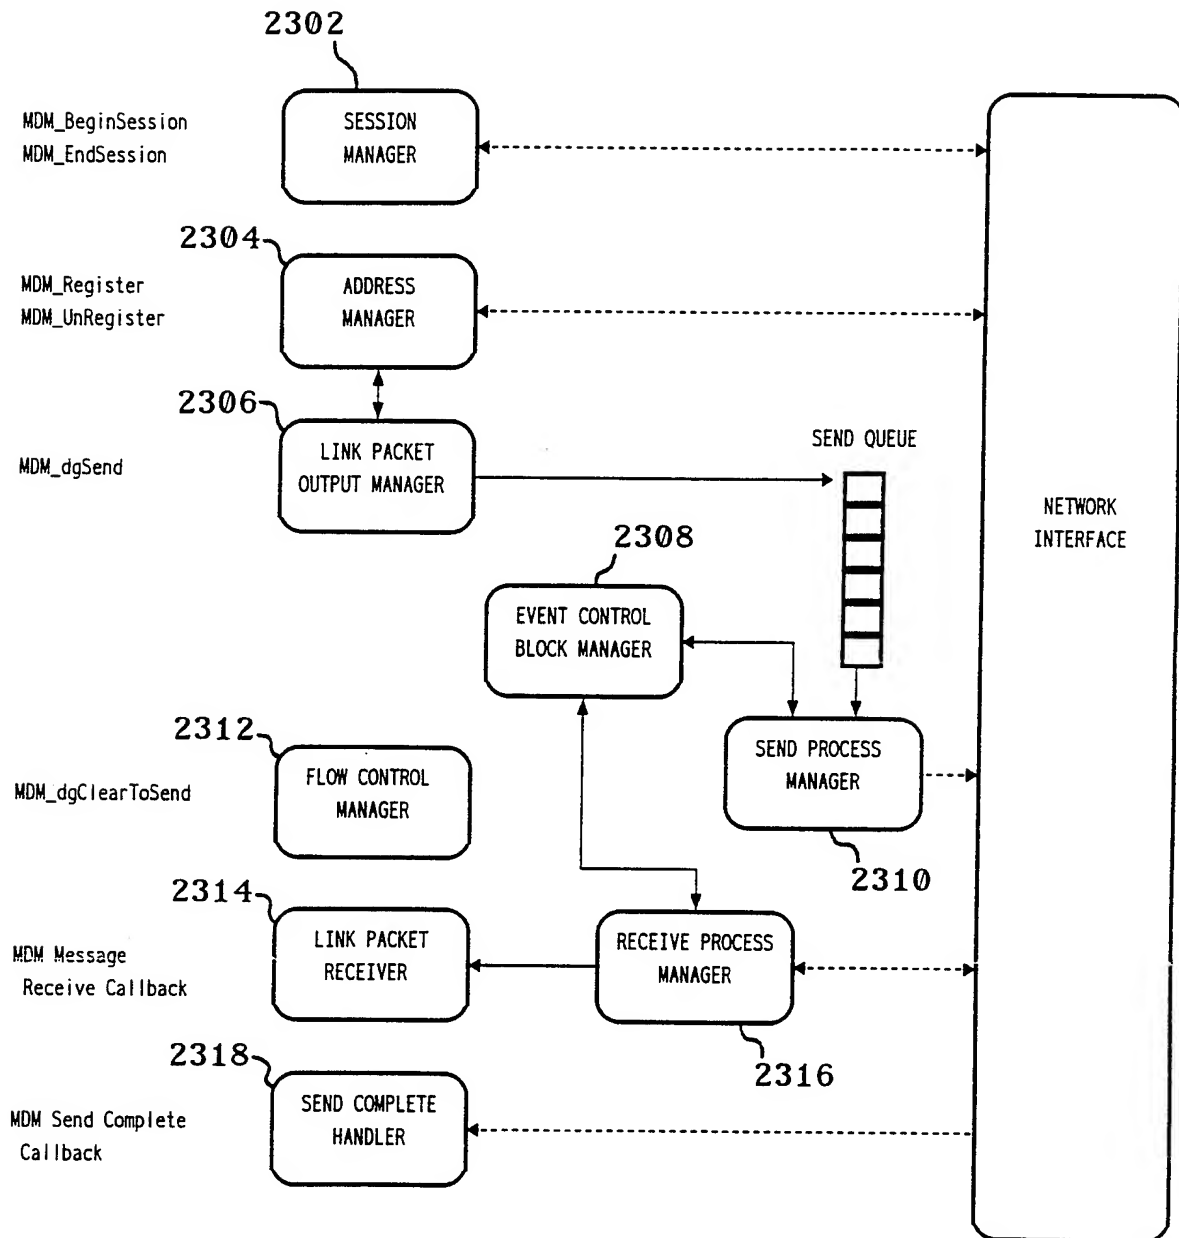 2302
MDM_BeginSession
MDM_EndSession
SESSION
MANAGER
2304
MDM_Register
MDM_UnRegister
ADDRESS
MANAGER
2306
MDM_dgSend
LINK PACKET
OUTPUT MANAGER
SEND QUEUE
NETWORK
INTERFACE
2308
EVENT CONTROL
BLOCK MANAGER
2312
MDM_dgClearToSend
FLOW CONTROL
MANAGER
SEND PROCESS
MANAGER
2310
2314
MDM Message
Receive Callback
LINK PACKET
RECEIVER
RECEIVE PROCESS
MANAGER
2316
2318
MDM Send Complete
Callback
SEND COMPLETE
HANDLER